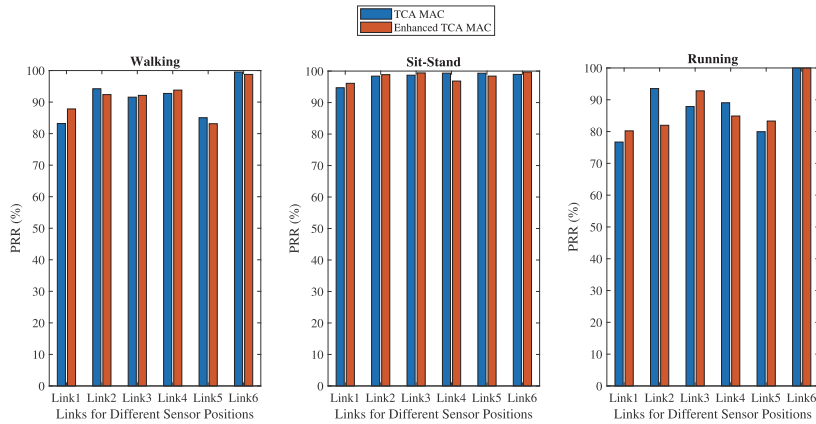 TCA MAC
Enhanced TCA MAC
Walking
100
90
80
70
60
50
40
30
20
10
0
PRR (%)
Link1 Link2 Link3 Link4 Link5 Link6
Links for Different Sensor Positions
Sit-Stand
100
90
80
70
60
50
40
30
20
10
0
PRR (%)
Link1 Link2 Link3 Link4 Link5 Link6
Links for Different Sensor Positions
Running
100
90
80
70
60
50
40
30
20
10
0
PRR (%)
Link1 Link2 Link3 Link4 Link5 Link6
Links for Different Sensor Positions